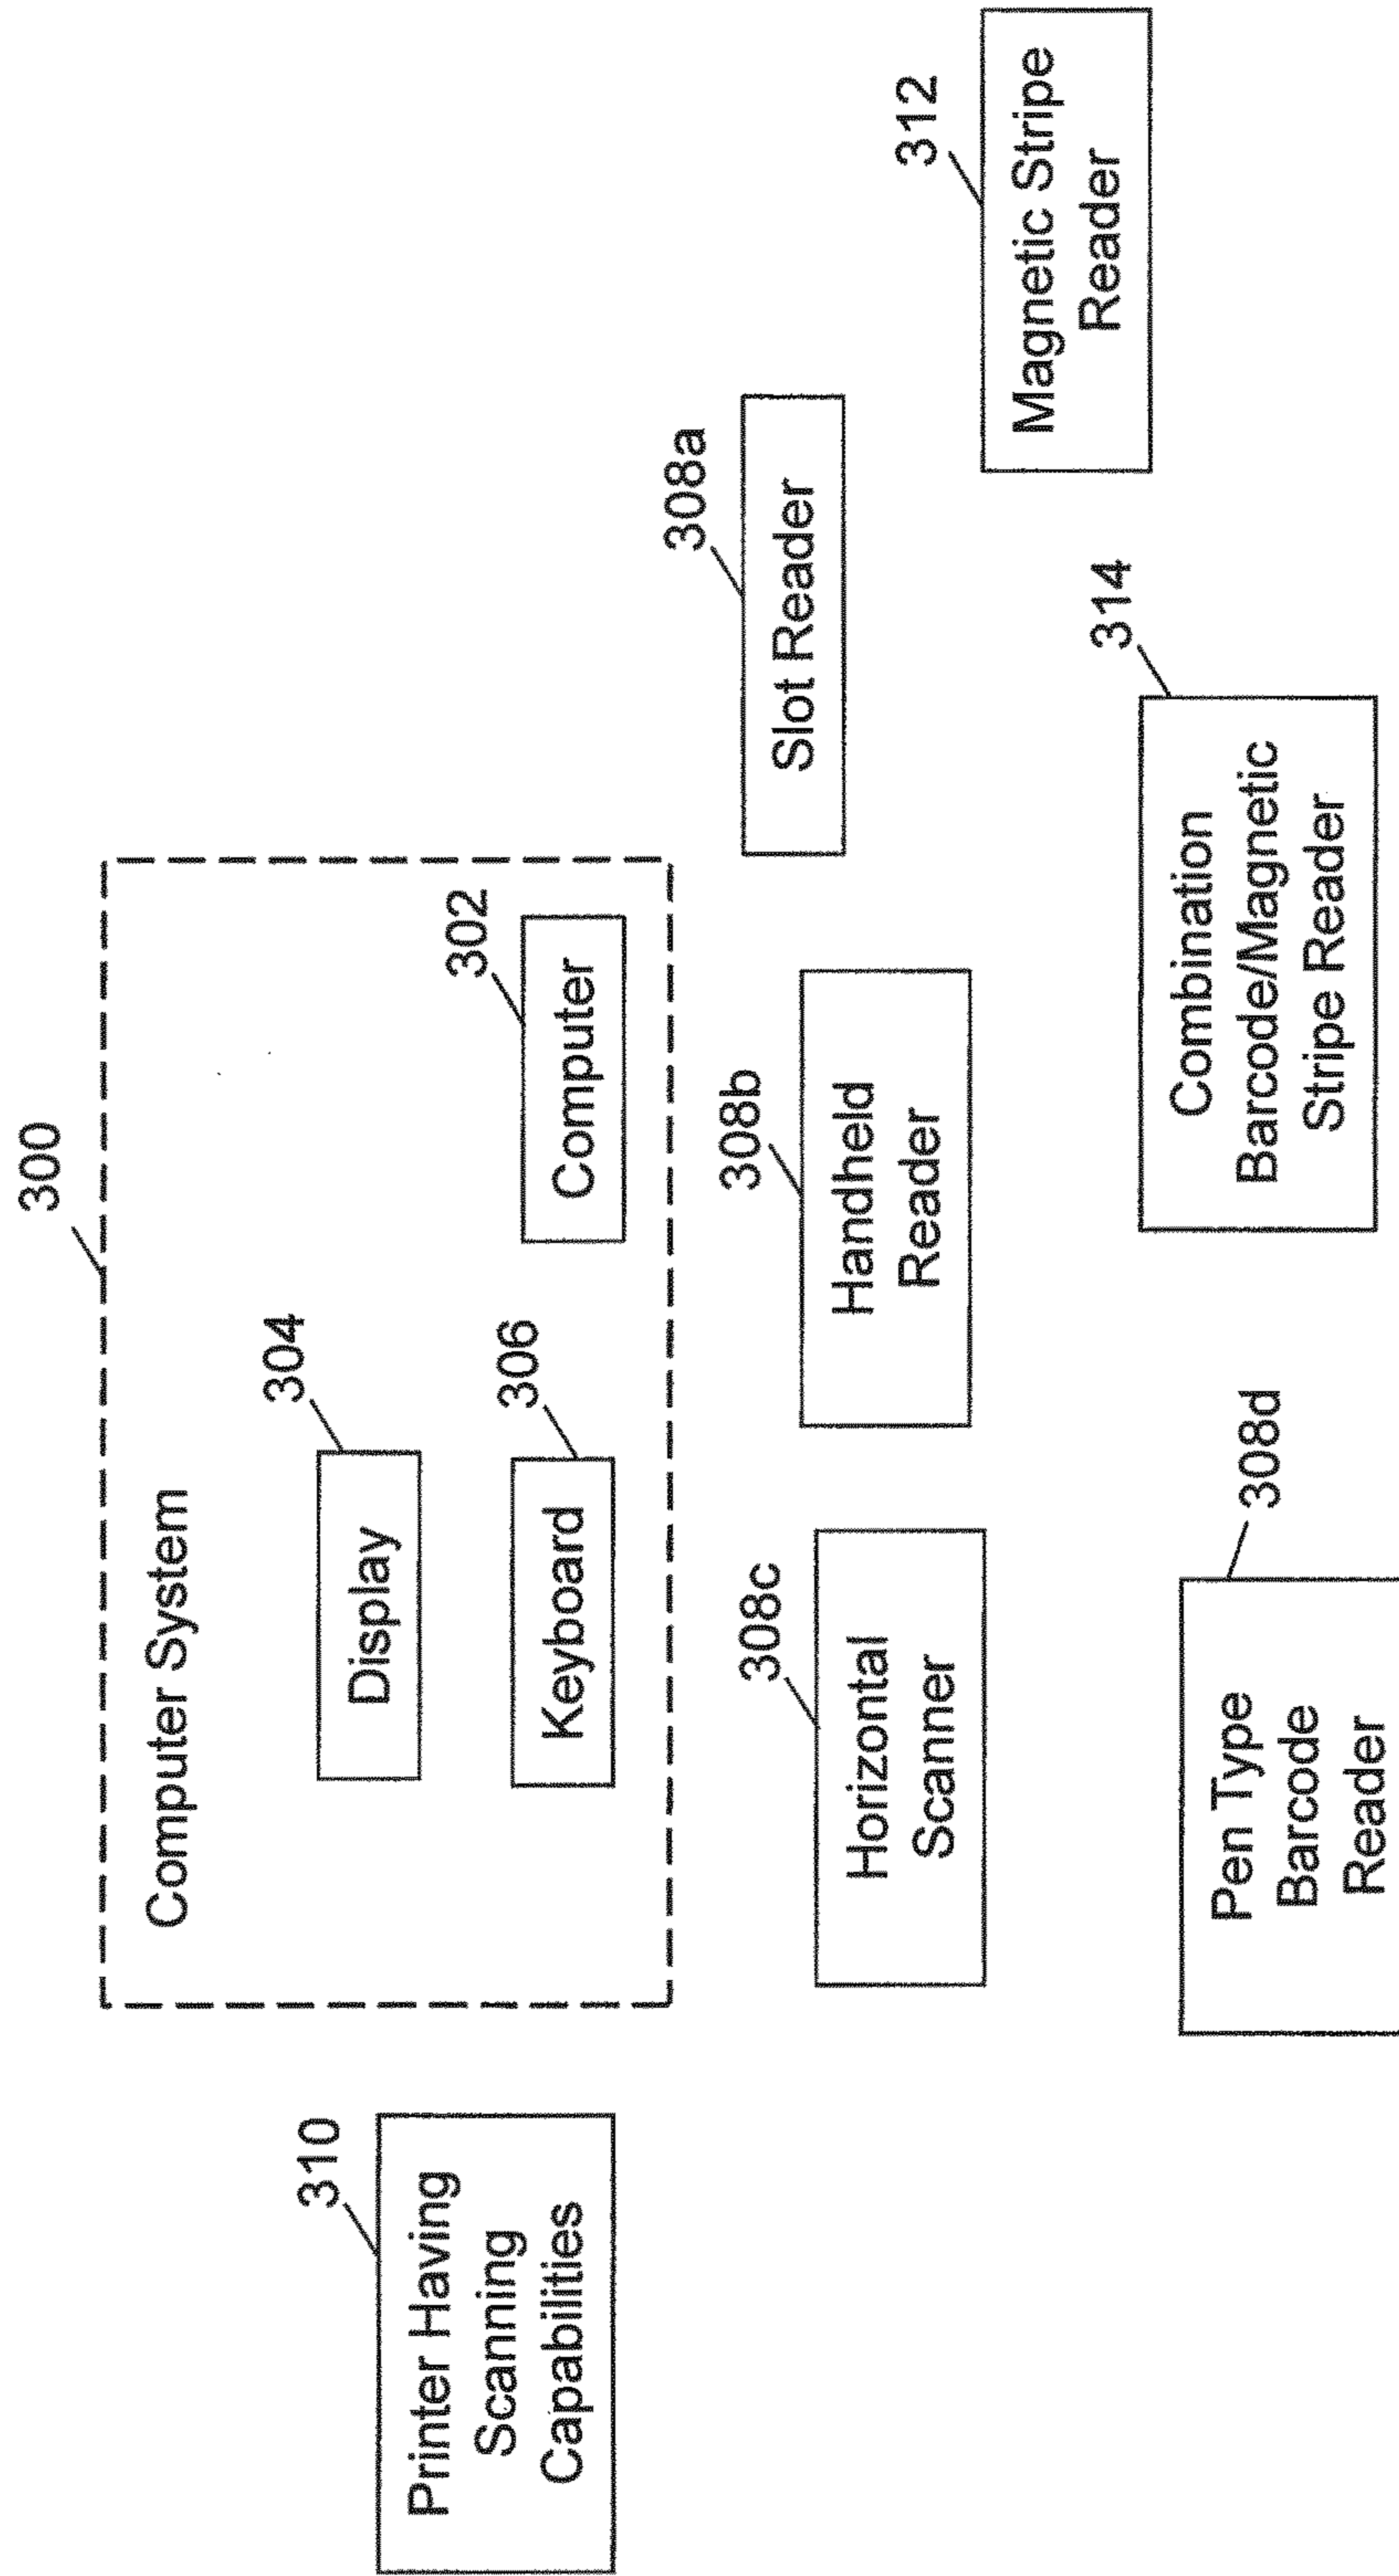 300
Computer System
304
Display
302
Computer
306
Keyboard
310
Printer Having
Scanning
Capabilities
308a
Slot Reader
308b
Handheld
Reader
308c
Horizontal
Scanner
312
Magnetic Stripe
Reader
314
Combination
Barcode/Magnetic
Stripe Reader
308d
Pen Type
Barcode
Reader